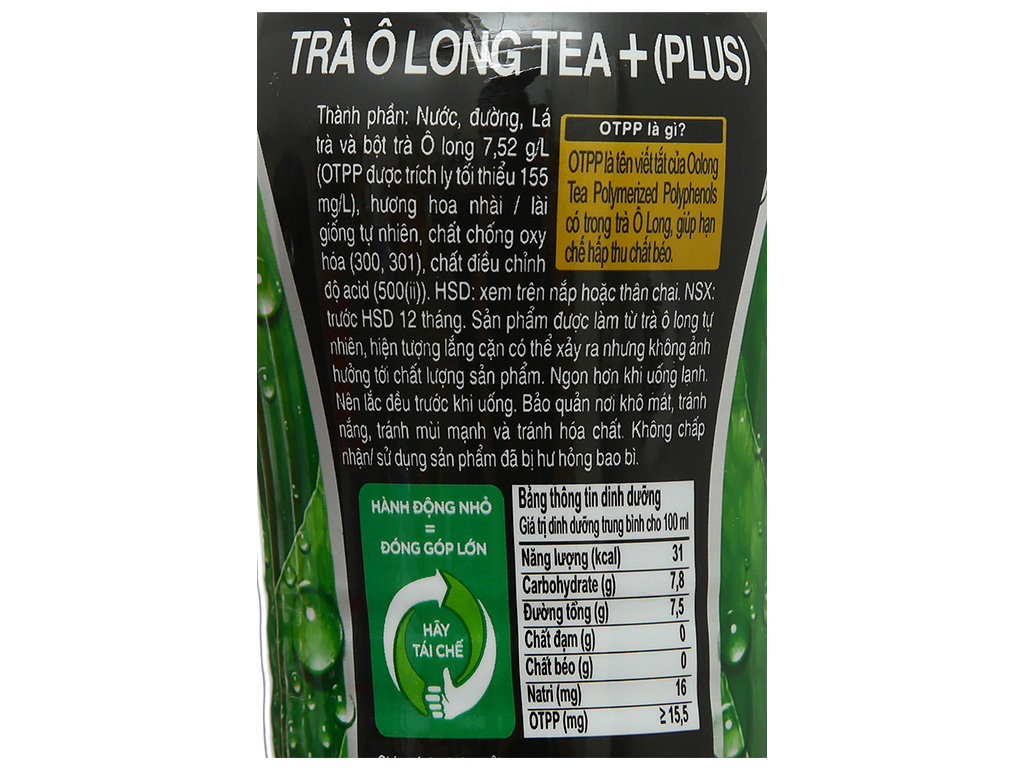 TRÀ Ô LONG TEA + (PLUS)
Thành phần: Nước, đường, Lá
trà và bột trà Ô long 7,52 g/L
(OTPP được trích ly tối thiểu 155
mg/L), hương hoa nhài / lài
giống tự nhiên, chất chống oxy
hóa (300, 301), chất điều chỉnh
độ acid (500(ii)). HSD: xem trên nắp hoặc thân chai. NSX:
trước HSD 12 tháng. Sản phẩm được làm từ trà ô long tự
nhiên, hiện tượng lắng cặn có thể xảy ra nhưng không ảnh
hưởng tới chất lượng sản phẩm. Ngon hơn khi uống lạnh.
Nên lắc đều trước khi uống. Bảo quản nơi khô mát, tránh
nắng, tránh mùi mạnh và tránh hóa chất. Không chấp
nhận/ sử dụng sản phẩm đã bị hư hỏng bao bì.
OTPP là gì?
OTPP là tên viết tắt của Oolong
Tea Polymerized Polyphenols
có trong trà Ô Long, giúp hạn
chế hấp thu chất béo.
HÀNH ĐỘNG NHỎ
=
ĐÓNG GÓP LỚN
HÃY
TÁI CHẾ
Bảng thông tin dinh dưỡng
Giá trị dinh dưỡng trung bình cho 100 ml
Năng lượng (kcal) 31
Carbohydrate (g) 7,8
Đường tổng (g) 7,5
Chất đạm (g) 0
Chất béo (g) 0
Natri (mg) 16
OTPP (mg) ≥ 15,5